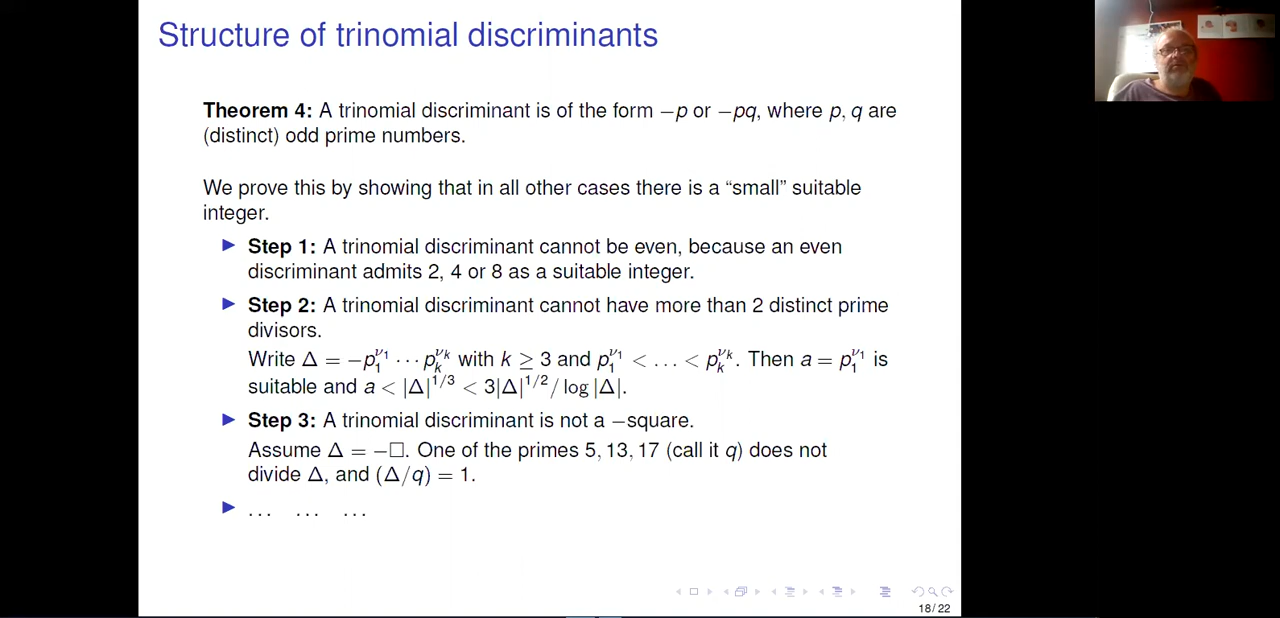 Structure of trinomial discriminants
Theorem 4: A trinomial discriminant is of the form −p or −pq, where p, q are
(distinct) odd prime numbers.
We prove this by showing that in all other cases there is a “small” suitable
integer.
▶ Step 1: A trinomial discriminant cannot be even, because an even
discriminant admits 2, 4 or 8 as a suitable integer.
▶ Step 2: A trinomial discriminant cannot have more than 2 distinct prime
divisors.
Write Δ = −p₁^{ν₁} ⋯ p_k^{ν_k} with k ≥ 3 and p₁^{ν₁} < … < p_k^{ν_k}. Then a = p₁^{ν₁} is
suitable and a < |Δ|^{1/3} < 3|Δ|^{1/2}/ log |Δ|.
▶ Step 3: A trinomial discriminant is not a −square.
Assume Δ = −□. One of the primes 5, 13, 17 (call it q) does not
divide Δ, and (Δ/q) = 1.
▶ … … …
18/22